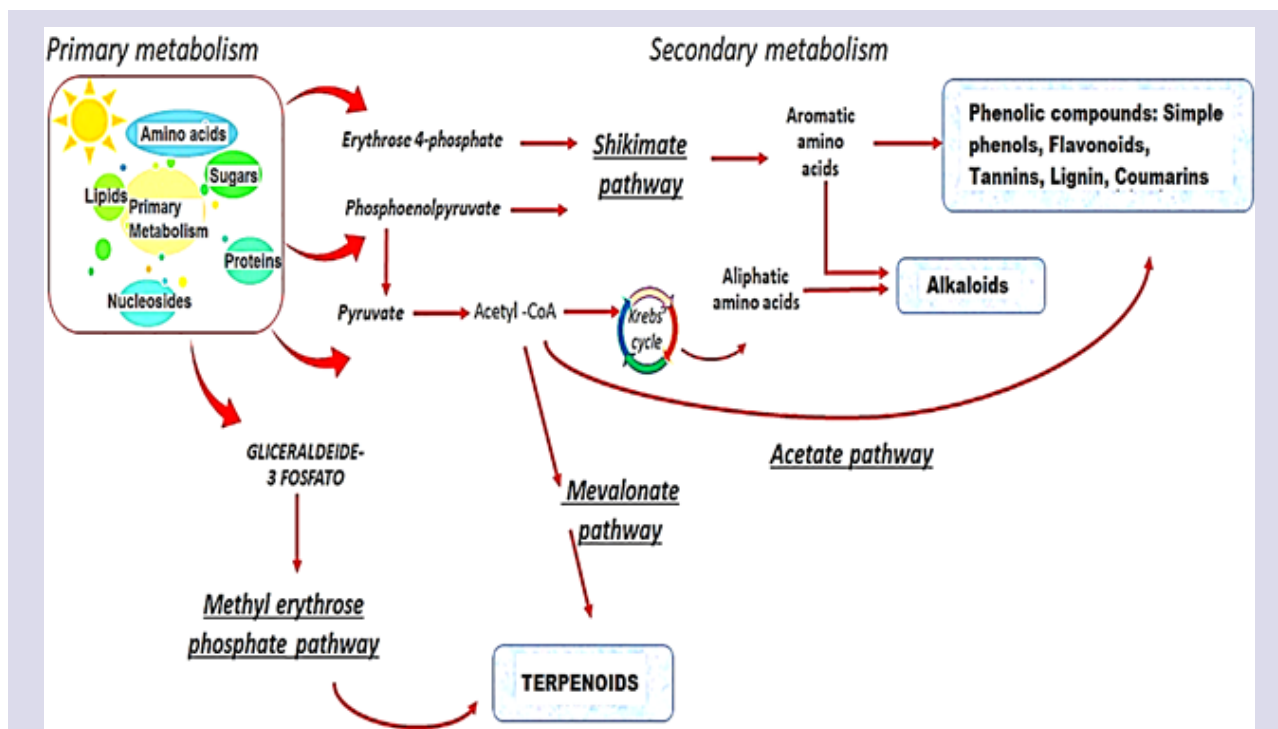 Primary metabolism
Secondary metabolism
Amino acids
Sugars
Lipids
Primary
Metabolism
Proteins
Nucleosides
Erythrose 4-phosphate
Shikimate
pathway
Aromatic
amino
acids
Phenolic compounds: Simple
phenols, Flavonoids,
Tannins, Lignin, Coumarins
Phosphoenolpyruvate
Pyruvate
Acetyl -CoA
Krebs'
cycle
Aliphatic
amino acids
Alkaloids
GLICERALDEIDE-
3 FOSFATO
Mevalonate
pathway
Acetate pathway
Methyl erythrose
phosphate pathway
TERPENOIDS